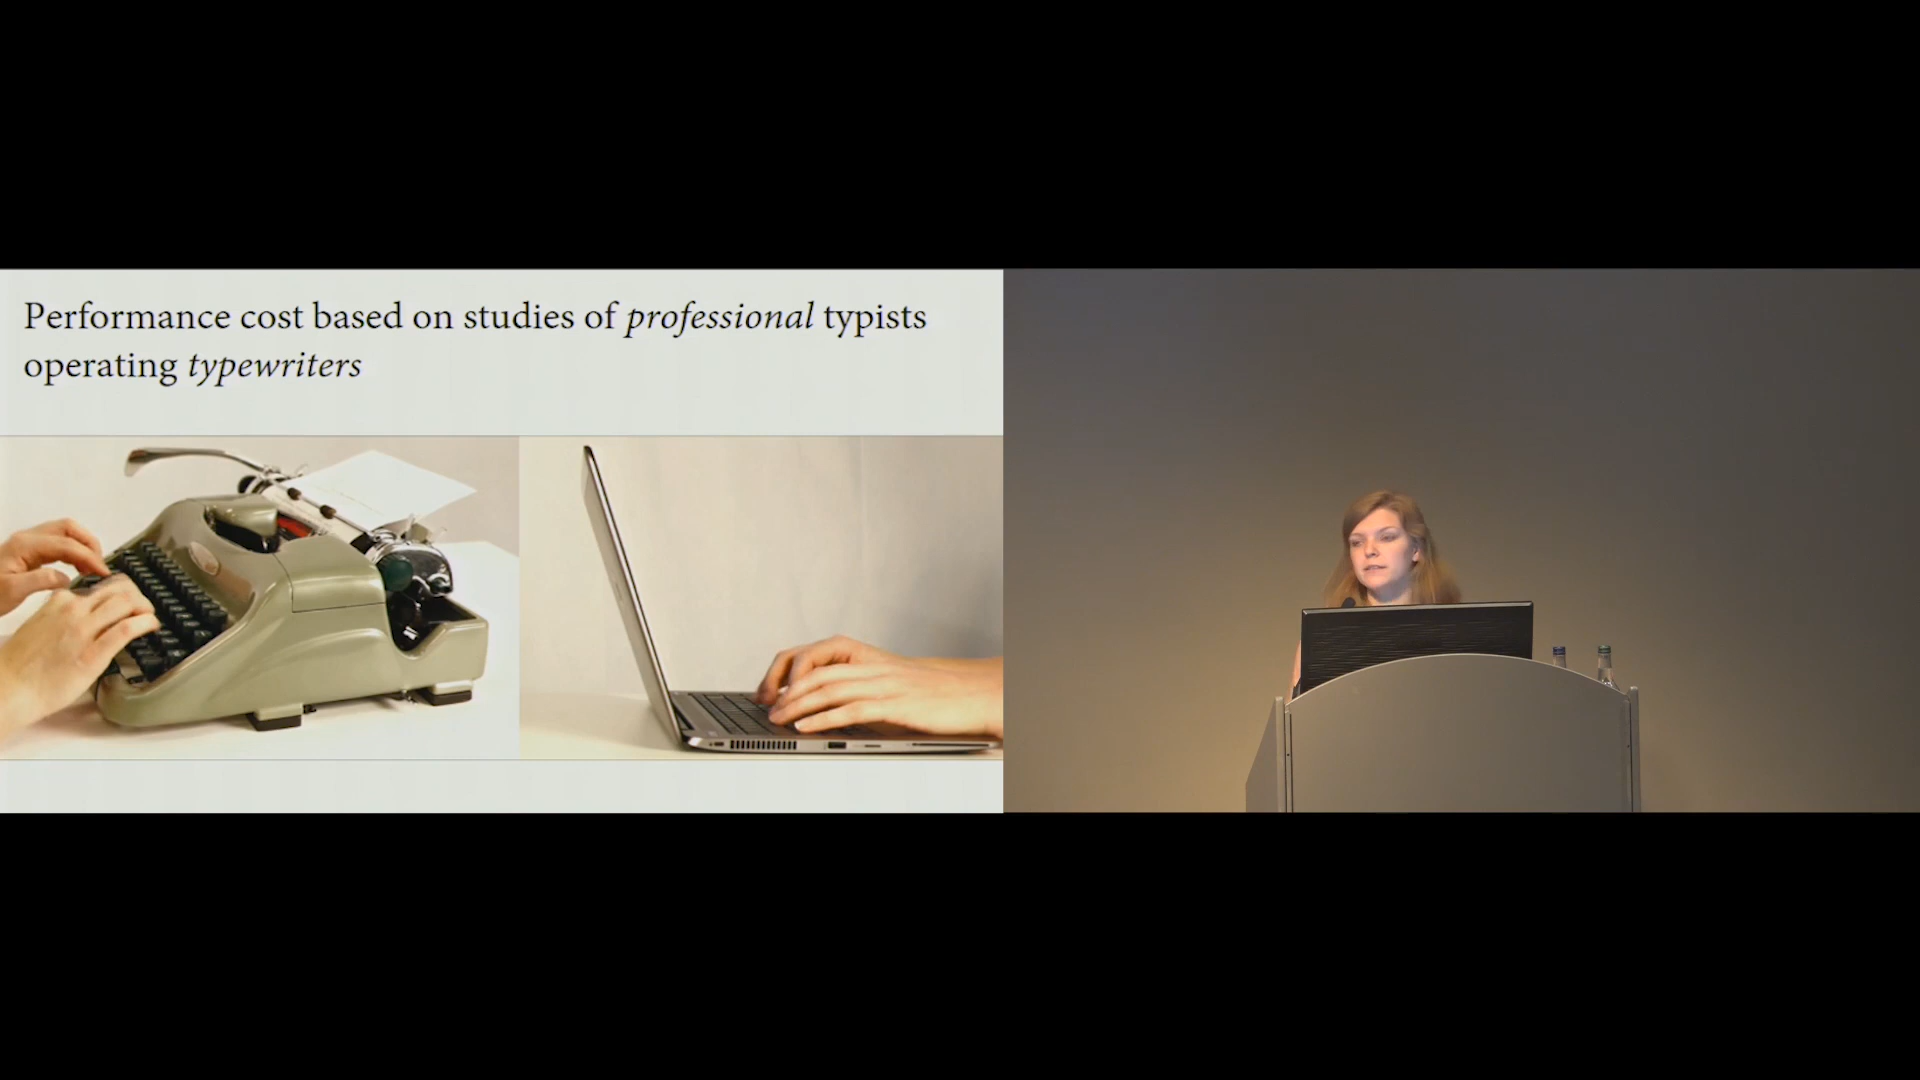 Performance cost based on studies of professional typists
operating typewriters